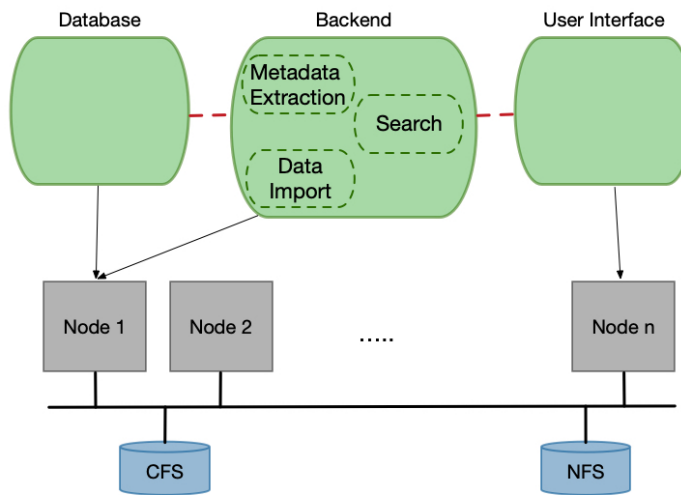 Database
Backend
User Interface
Metadata
Extraction
Search
Data
Import
Node 1
Node 2
.....
Node n
CFS
NFS